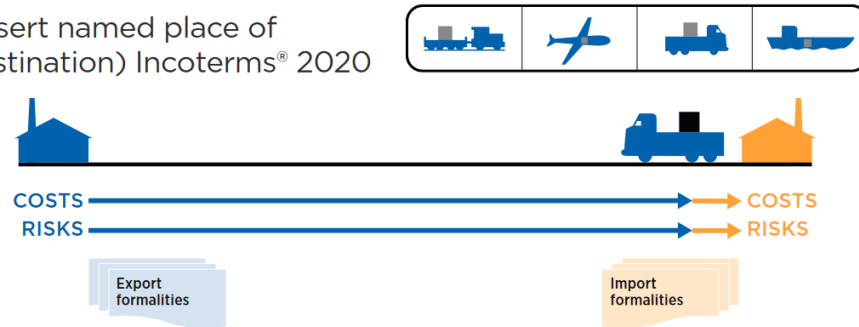 sert named place of
stination) Incoterms® 2020
COSTS
COSTS
RISKS
RISKS
Export
formalities
Import
formalities